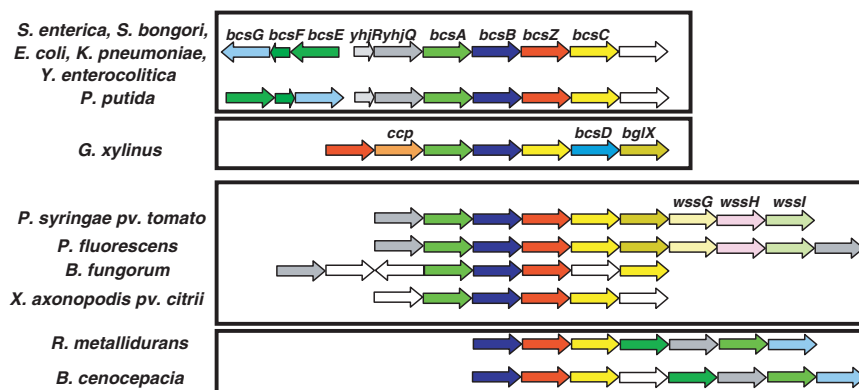 S. enterica, S. bongori,
E. coli, K. pneumoniae,
Y. enterocolitica
bcsG bcsF bcsE yhjR yhjQ bcsA bcsB bcsZ bcsC
P. putida
G. xylinus
ccp bcsD bglX
wssG wssH wssI
P. syringae pv. tomato
P. fluorescens
B. fungorum
X. axonopodis pv. citrii
R. metallidurans
B. cenocepacia